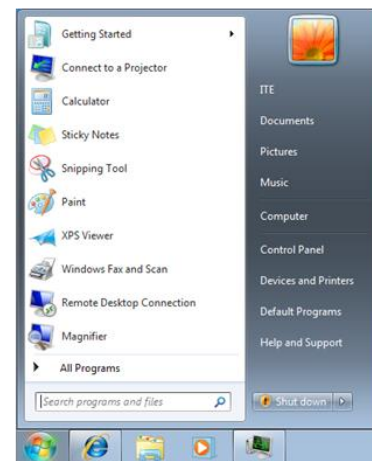 Getting Started
Connect to a Projector
Calculator
Sticky Notes
Snipping Tool
Paint
XPS Viewer
Windows Fax and Scan
Remote Desktop Connection
Magnifier
All Programs
Search programs and files
ITE
Documents
Pictures
Music
Computer
Control Panel
Devices and Printers
Default Programs
Help and Support
Shut down